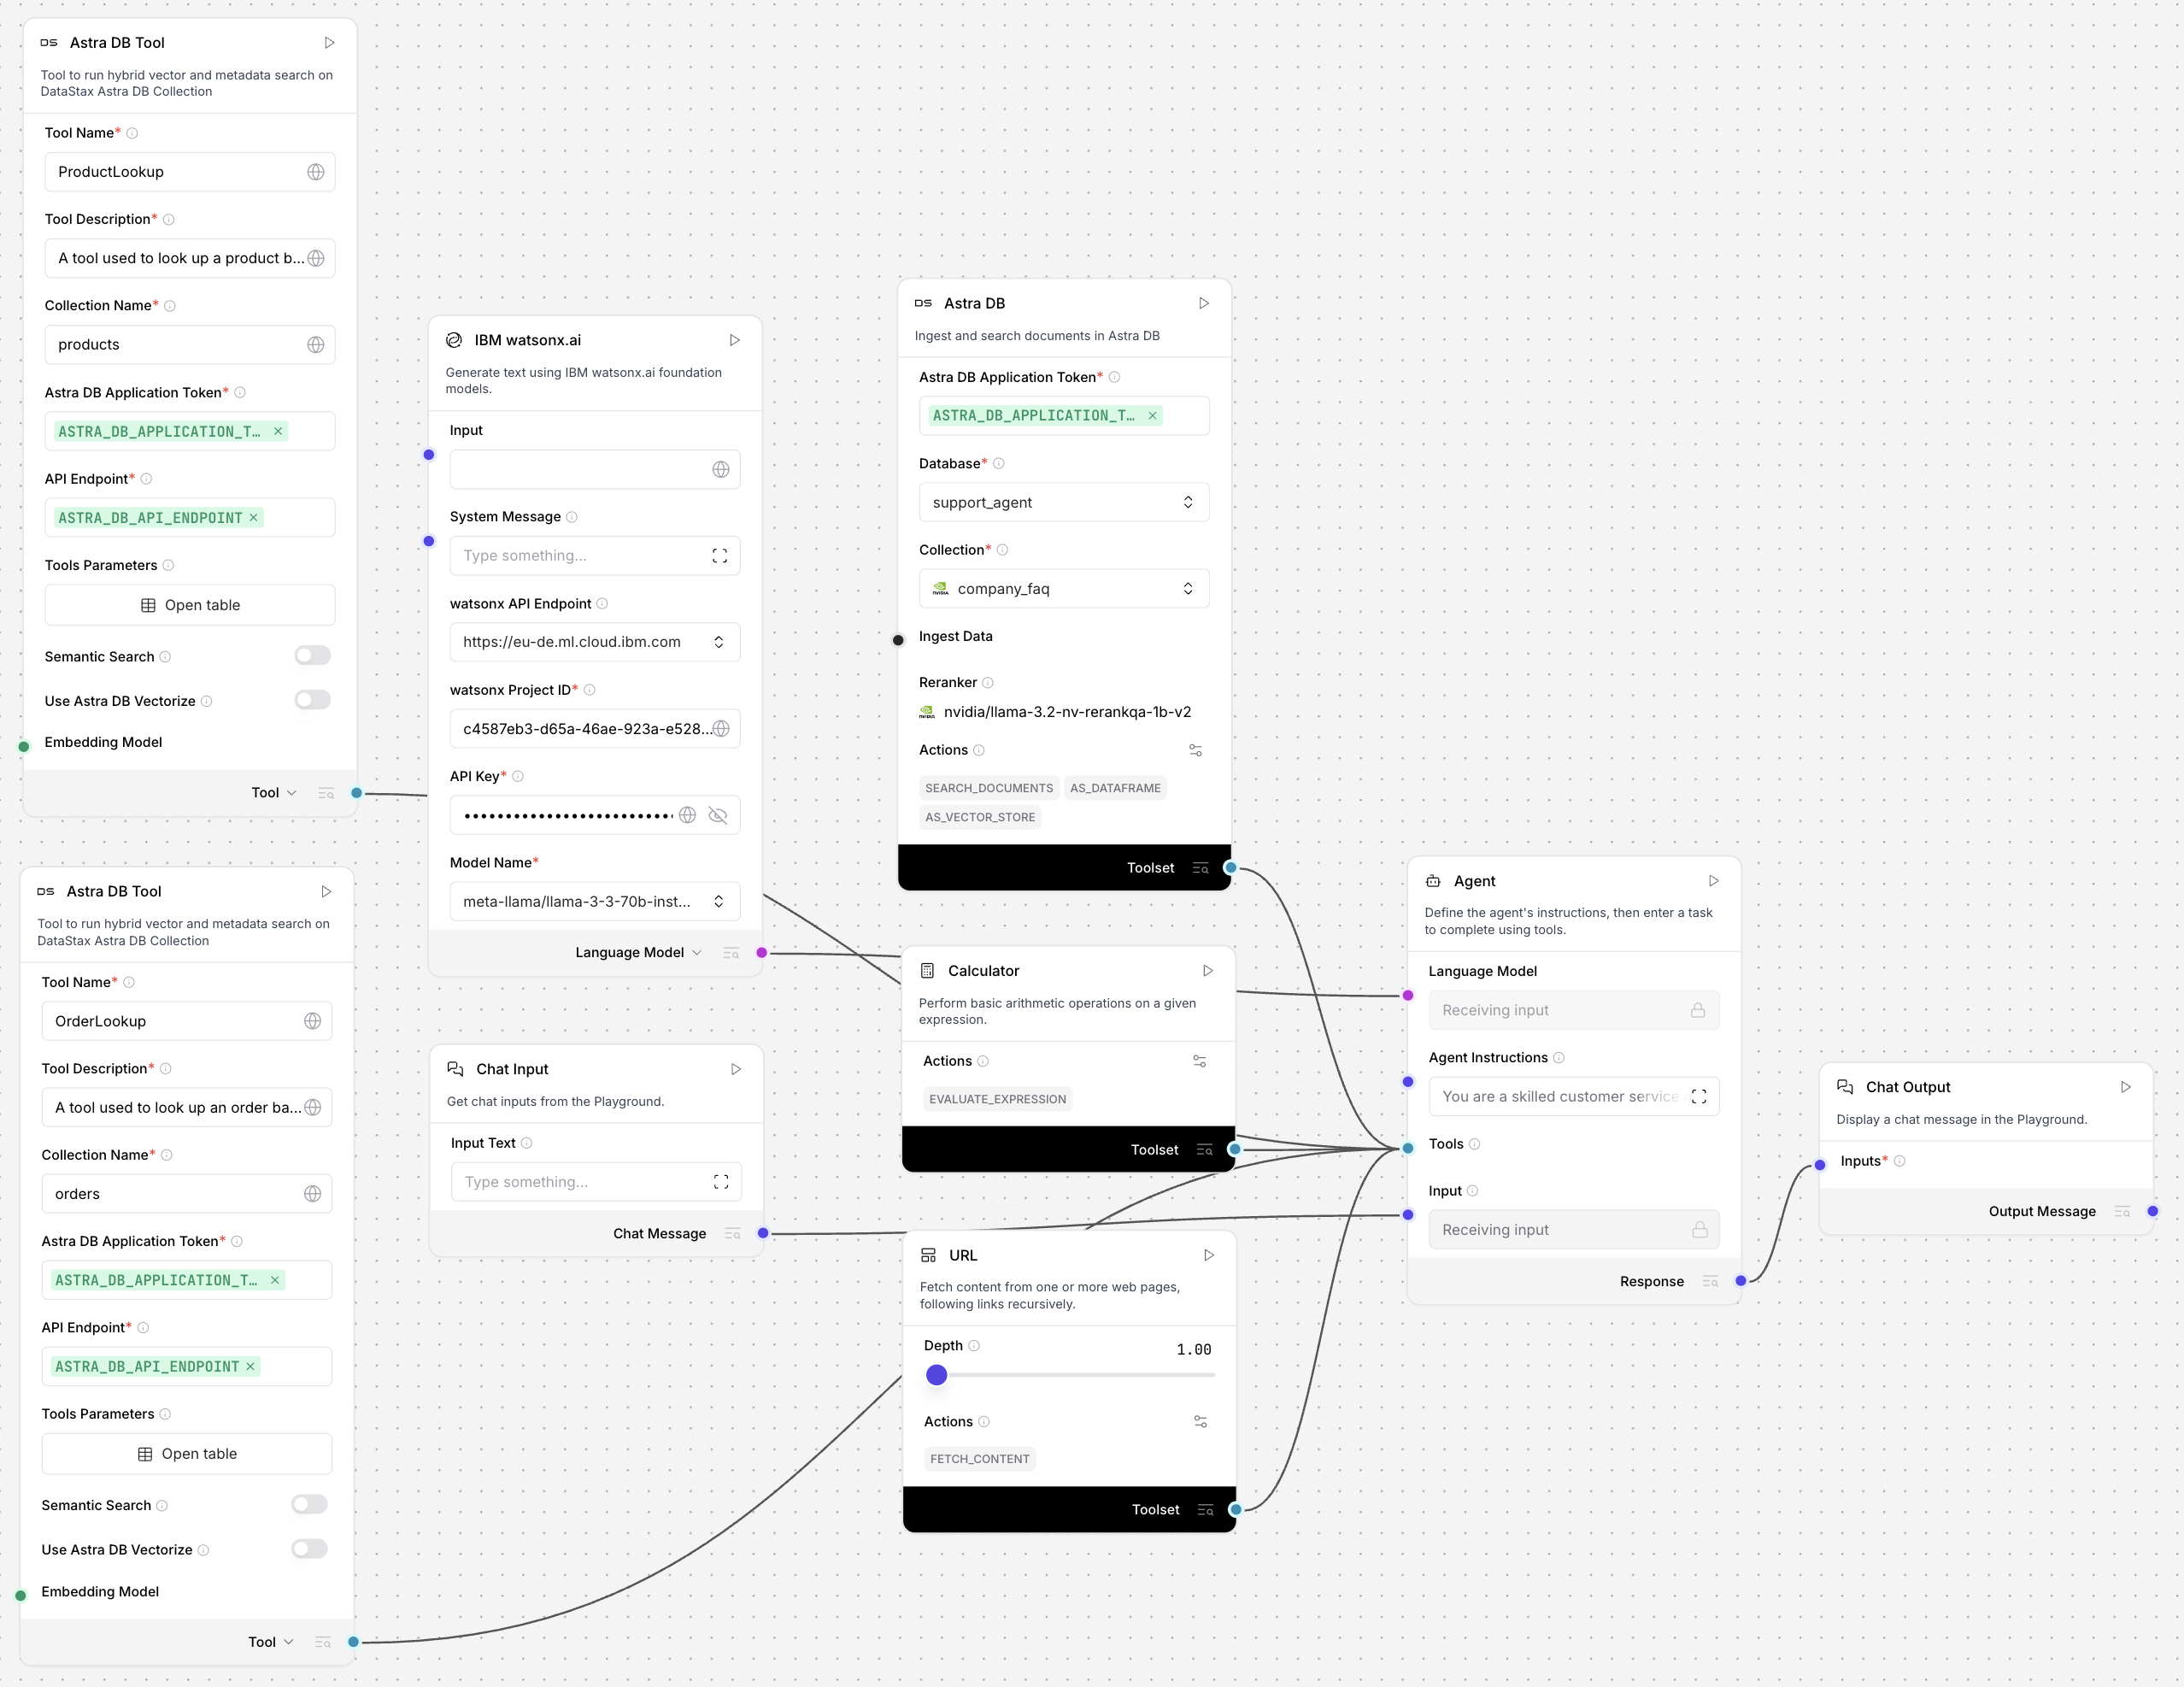 Astra DB Tool
Tool to run hybrid vector and metadata search on
DataStax Astra DB Collection
Tool Name*
ProductLookup
Tool Description*
A tool used to look up a product b...
Collection Name*
products
Astra DB Application Token*
ASTRA_DB_APPLICATION_T…
API Endpoint*
ASTRA_DB_API_ENDPOINT
Tools Parameters
Open table
Semantic Search
Use Astra DB Vectorize
Embedding Model
Tool
Astra DB Tool
Tool to run hybrid vector and metadata search on
DataStax Astra DB Collection
Tool Name*
OrderLookup
Tool Description*
A tool used to look up an order ba...
Collection Name*
orders
Astra DB Application Token*
ASTRA_DB_APPLICATION_T…
API Endpoint*
ASTRA_DB_API_ENDPOINT
Tools Parameters
Open table
Semantic Search
Use Astra DB Vectorize
Embedding Model
Tool
IBM watsonx.ai
Generate text using IBM watsonx.ai foundation
models.
Input
System Message
Type something...
watsonx API Endpoint
https://eu-de.ml.cloud.ibm.com
watsonx Project ID*
c4587eb3-d65a-46ae-923a-e528...
API Key*
Model Name*
meta-llama/llama-3-3-70b-inst...
Language Model
Chat Input
Get chat inputs from the Playground.
Input Text
Type something...
Chat Message
Astra DB
Ingest and search documents in Astra DB
Astra DB Application Token*
ASTRA_DB_APPLICATION_T…
Database*
support_agent
Collection*
NVIDIA company_faq
Ingest Data
Reranker
NVIDIA nvidia/llama-3.2-nv-rerankqa-1b-v2
Actions
SEARCH_DOCUMENTS AS_DATAFRAME
AS_VECTOR_STORE
Toolset
Calculator
Perform basic arithmetic operations on a given
expression.
Actions
EVALUATE_EXPRESSION
Toolset
URL
Fetch content from one or more web pages,
following links recursively.
Depth 1.00
Actions
FETCH_CONTENT
Toolset
Agent
Define the agent's instructions, then enter a task
to complete using tools.
Language Model
Receiving input
Agent Instructions
You are a skilled customer service
Tools
Input
Receiving input
Response
Chat Output
Display a chat message in the Playground.
Inputs*
Output Message